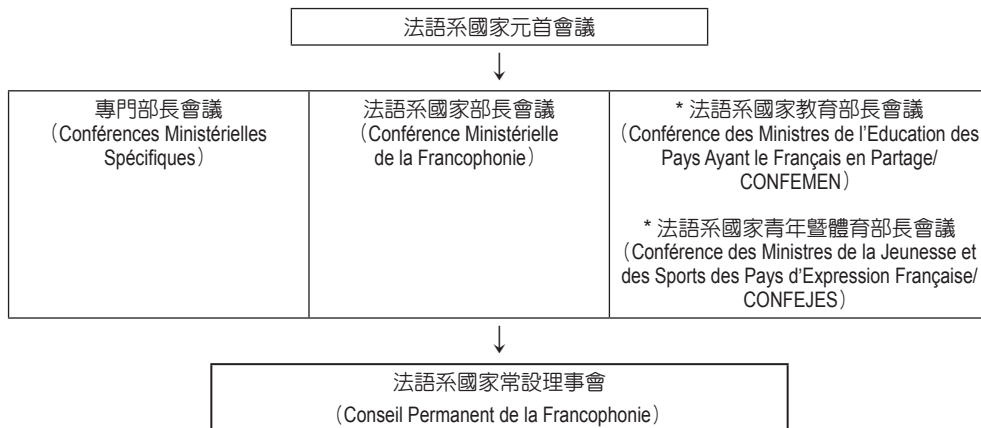 法語系國家元首會議
專門部長會議
（Conférences Ministérielles
Spécifiques）
法語系國家部長會議
（Conférence Ministérielle
de la Francophonie）
* 法語系國家教育部長會議
（Conférence des Ministres de l’Education des
Pays Ayant le Français en Partage/
CONFEMEN）
* 法語系國家青年暨體育部長會議
（Conférence des Ministres de la Jeunesse et
des Sports des Pays d’Expression Française/
CONFEJES）
法語系國家常設理事會
（Conseil Permanent de la Francophonie）